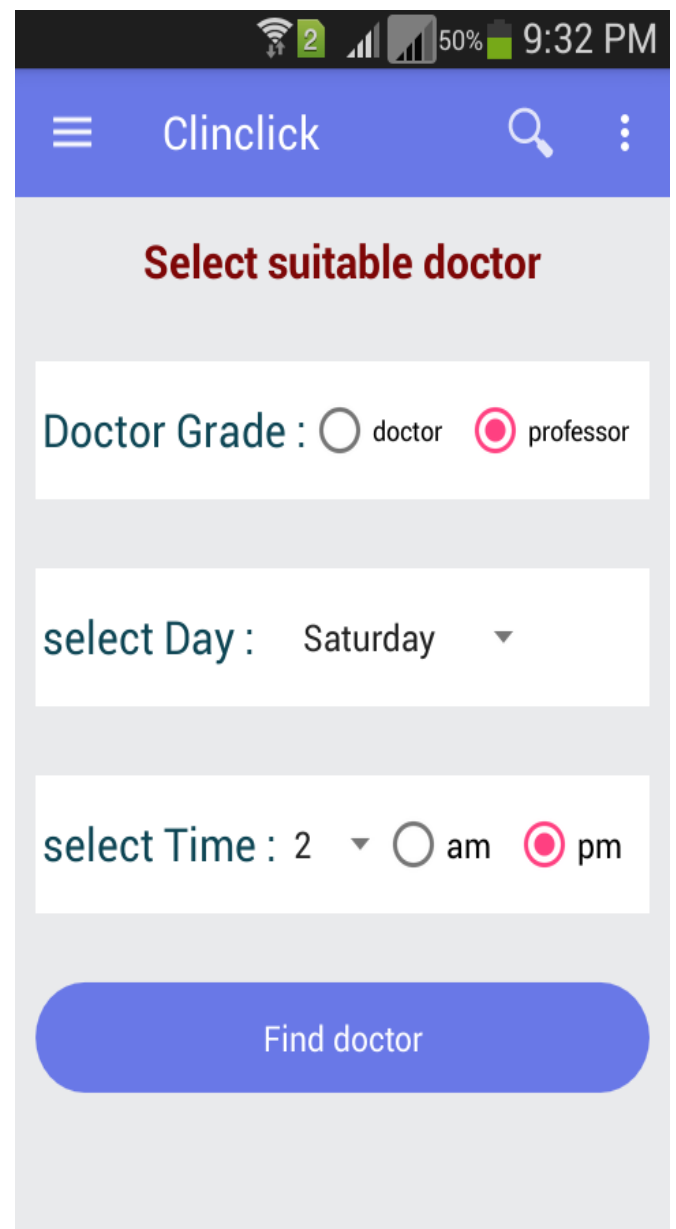 2 50% 9:32 PM
Clinclick
Select suitable doctor
Doctor Grade : doctor professor
select Day : Saturday
select Time : 2 am pm
Find doctor